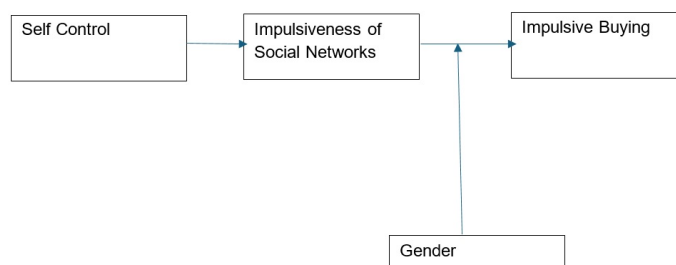 Self Control
Impulsiveness of
Social Networks
Impulsive Buying
Gender